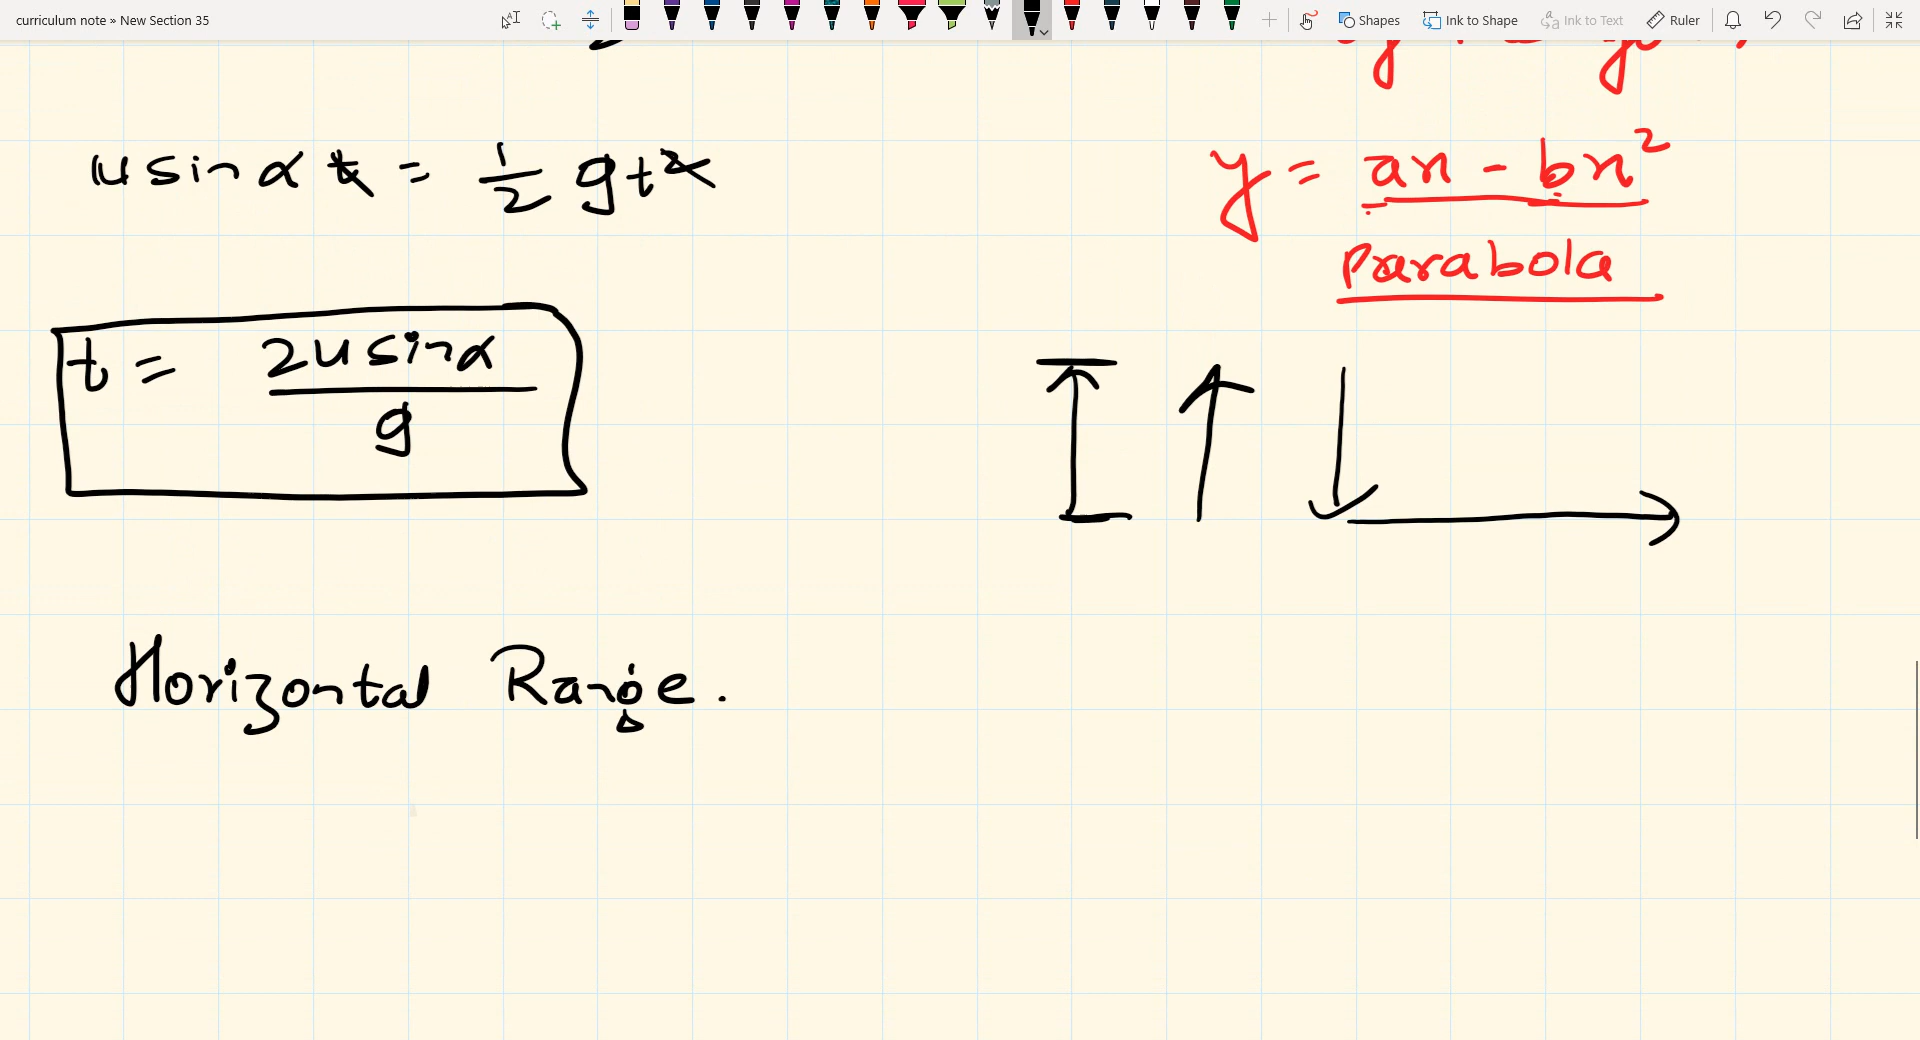 curriculum note » New Section 35
Shapes
Ink to Shape
Ink to Text
Ruler
u sin α t = 1/2 g t²
y = ax - bx²
Parabola
t = 2u sin α / g
Horizontal Range.